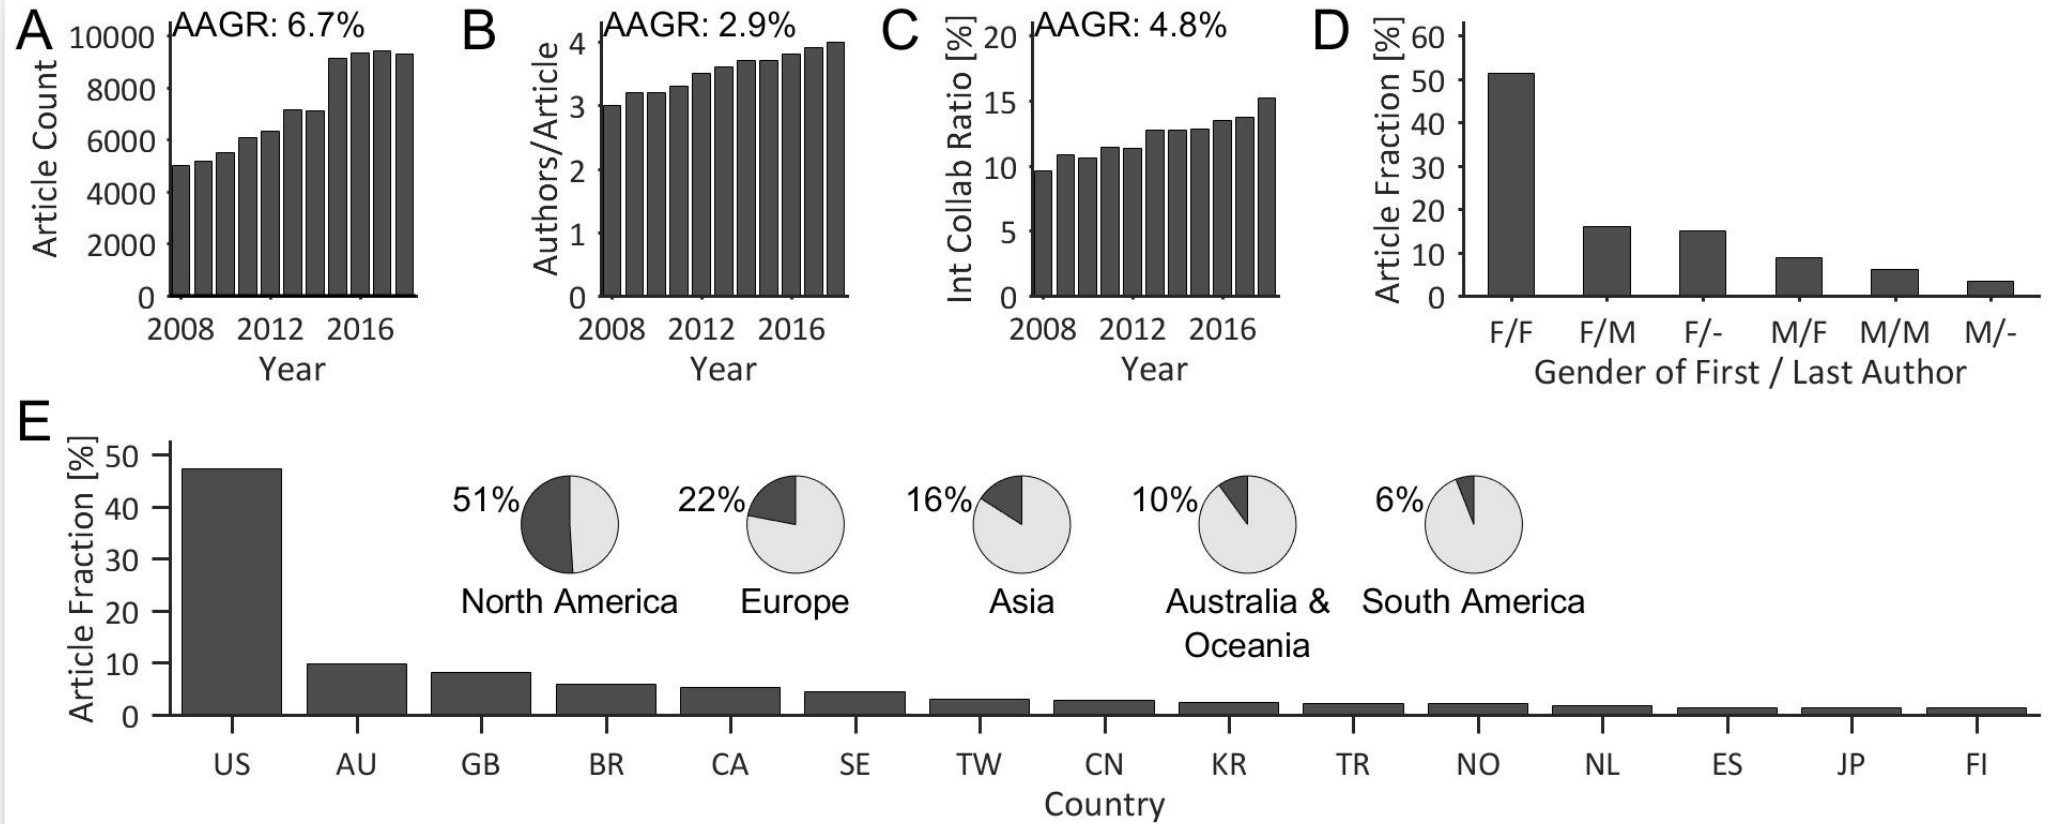 A
AAGR: 6.7%
Article Count
10000
8000
6000
4000
2000
0
2008 2012 2016
Year
B
AAGR: 2.9%
Authors/Article
4
3
2
1
0
2008 2012 2016
Year
C
AAGR: 4.8%
Int Collab Ratio [%]
20
15
10
5
0
2008 2012 2016
Year
D
Article Fraction [%]
60
50
40
30
20
10
0
F/F F/M F/- M/F M/M M/-
Gender of First / Last Author
E
Article Fraction [%]
50
40
30
20
10
0
51% 22% 16% 10% 6%
North America Europe Asia Australia & South America
Oceania
US AU GB BR CA SE TW CN KR TR NO NL ES JP FI
Country